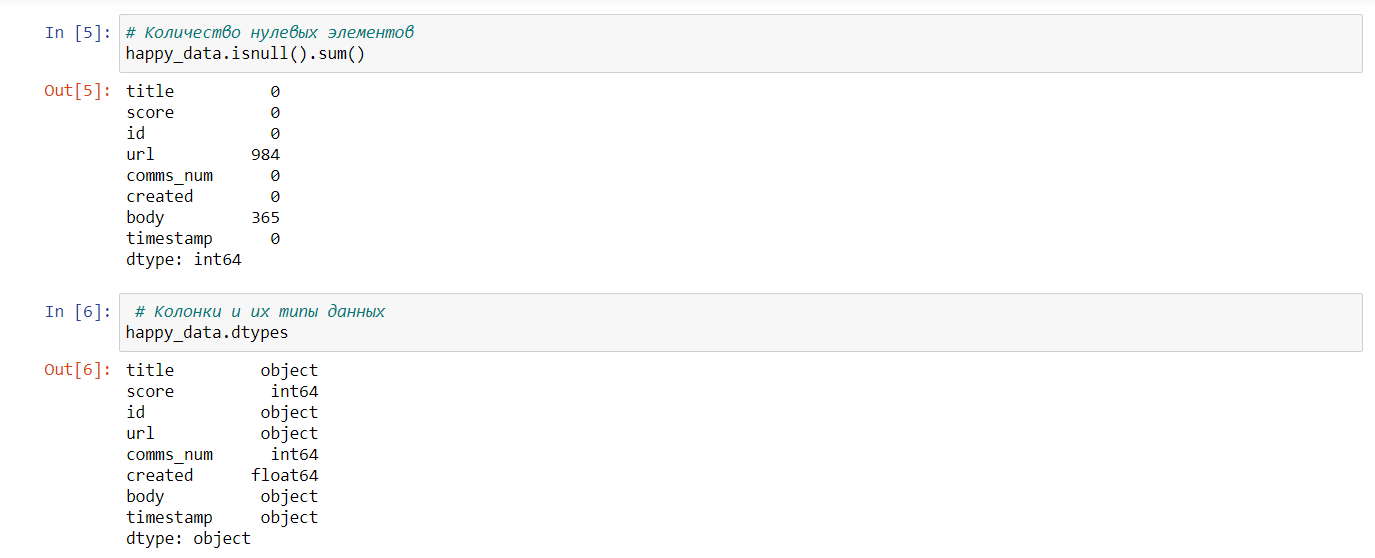 In [5]: # Количество нулевых элементов
happy_data.isnull().sum()
Out[5]: title 0
score 0
id 0
url 984
comms_num 0
created 0
body 365
timestamp 0
dtype: int64
In [6]: # Колонки и их типы данных
happy_data.dtypes
Out[6]: title object
score int64
id object
url object
comms_num int64
created float64
body object
timestamp object
dtype: object